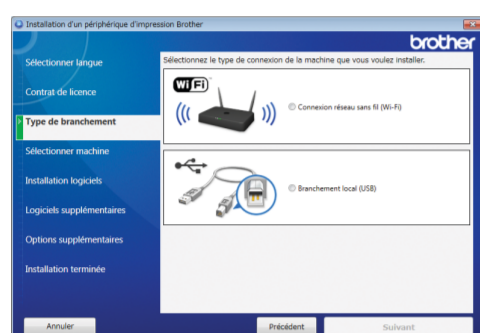 Installation d'un périphérique d'impression Brother
brother
Sélectionner langue
Contrat de licence
Type de branchement
Sélectionner machine
Installation logiciels
Logiciels supplémentaires
Options supplémentaires
Installation terminée
Sélectionnez le type de connexion de la machine que vous voulez installer.
WiFi
Connexion réseau sans fil (Wi-Fi)
Branchement local (USB)
Annuler
Précédent
Suivant